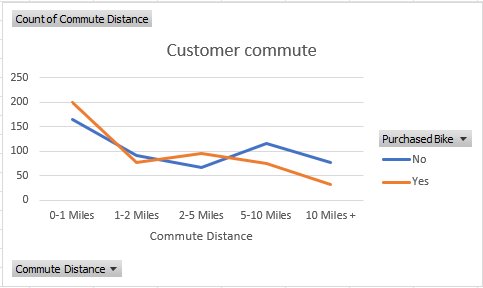 Count of Commute Distance
Customer commute
250
200
150
100
50
0
0-1 Miles 1-2 Miles 2-5 Miles 5-10 Miles 10 Miles +
Commute Distance
Purchased Bike
No
Yes
Commute Distance